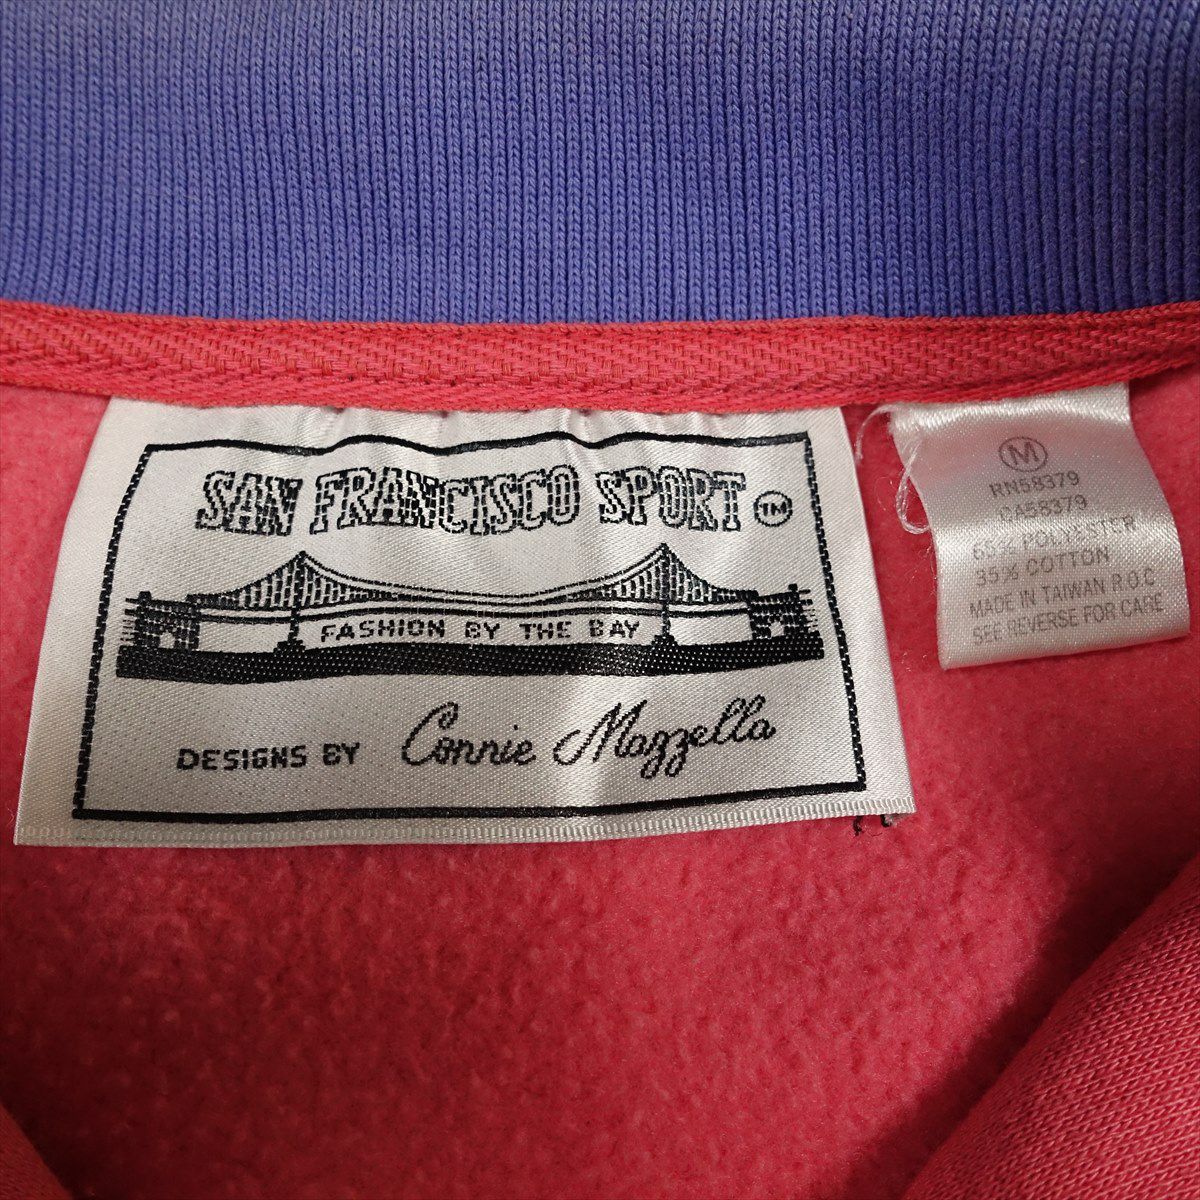 SAN FRANCISCO SPORT TM
FASHION BY THE BAY
DESIGNS BY Connie Mazzella
M
RN58379
CA58379
65% POLYESTER
35% COTTON
MADE IN TAIWAN R.O.C
SEE REVERSE FOR CARE